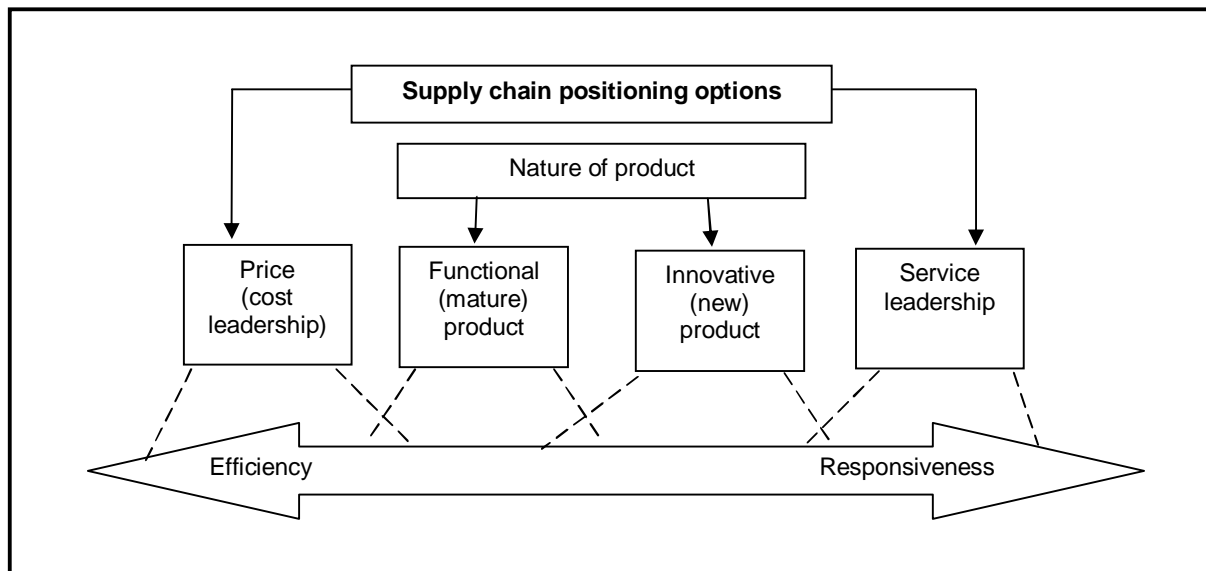 Supply chain positioning options
Nature of product
Price
(cost
leadership)
Functional
(mature)
product
Innovative
(new)
product
Service
leadership
Efficiency
Responsiveness